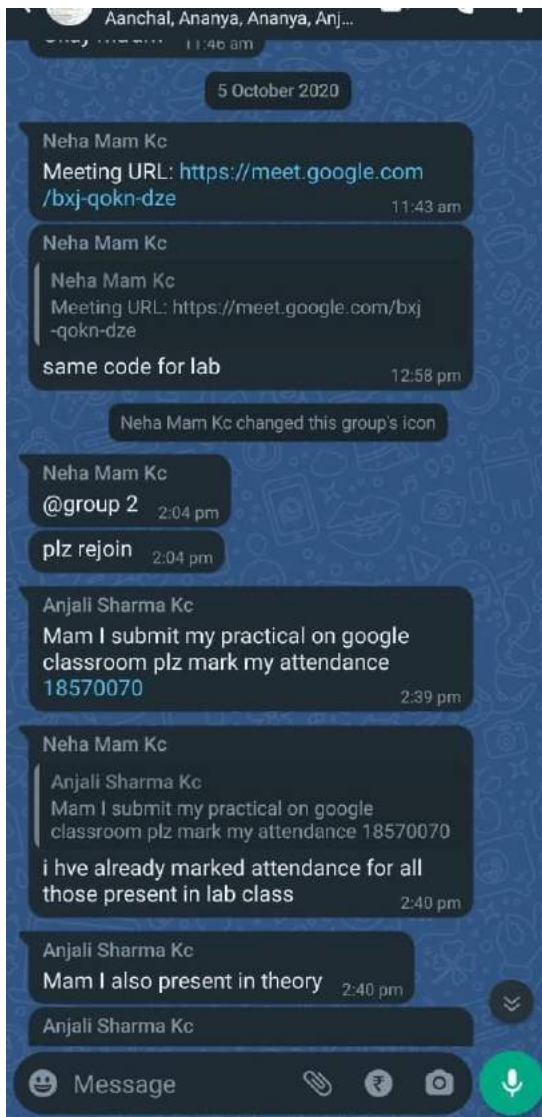 Aanchal, Ananya, Ananya, Anj...
11:46 am
5 October 2020
Neha Mam Kc
Meeting URL: https://meet.google.com
/bxj-qokn-dze
11:43 am
Neha Mam Kc
Neha Mam Kc
Meeting URL: https://meet.google.com/bxj
-qokn-dze
same code for lab
12:58 pm
Neha Mam Kc changed this group's icon
Neha Mam Kc
@group 2 2:04 pm
plz rejoin 2:04 pm
Anjali Sharma Kc
Mam I submit my practical on google
classroom plz mark my attendance
18570070
2:39 pm
Neha Mam Kc
Anjali Sharma Kc
Mam I submit my practical on google
classroom plz mark my attendance 18570070
i hve already marked attendance for all
those present in lab class
2:40 pm
Anjali Sharma Kc
Mam I also present in theory 2:40 pm
Anjali Sharma Kc
Message